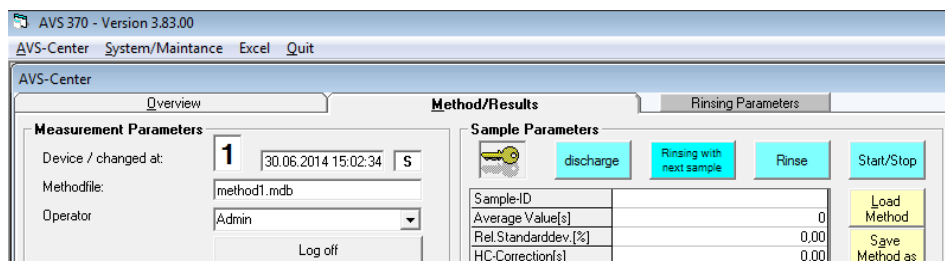 AVS 370 - Version 3.83.00
AVS-Center System/Maintance Excel Quit
AVS-Center
Overview Method/Results Rinsing Parameters
Measurement Parameters
Device / changed at: 1 30.06.2014 15:02:34 S
Methodfile: method1.mdb
Operator Admin
Log off
Sample Parameters
discharge Rinsing with next sample Rinse Start/Stop
Sample-ID
Average Value[s] 0
Rel.Standarddev.[%] 0,00
HC-Correction[s] 0.00
Load Method
Save Method as